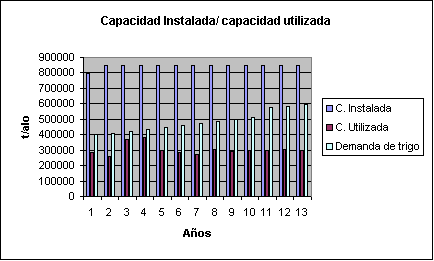 Capacidad Instalada/ capacidad utilizada
900000
800000
700000
600000
500000
400000
300000
200000
100000
0
t/alo
1 2 3 4 5 6 7 8 9 10 11 12 13
Años
C. Instalada
C. Utilizada
Demanda de trigo